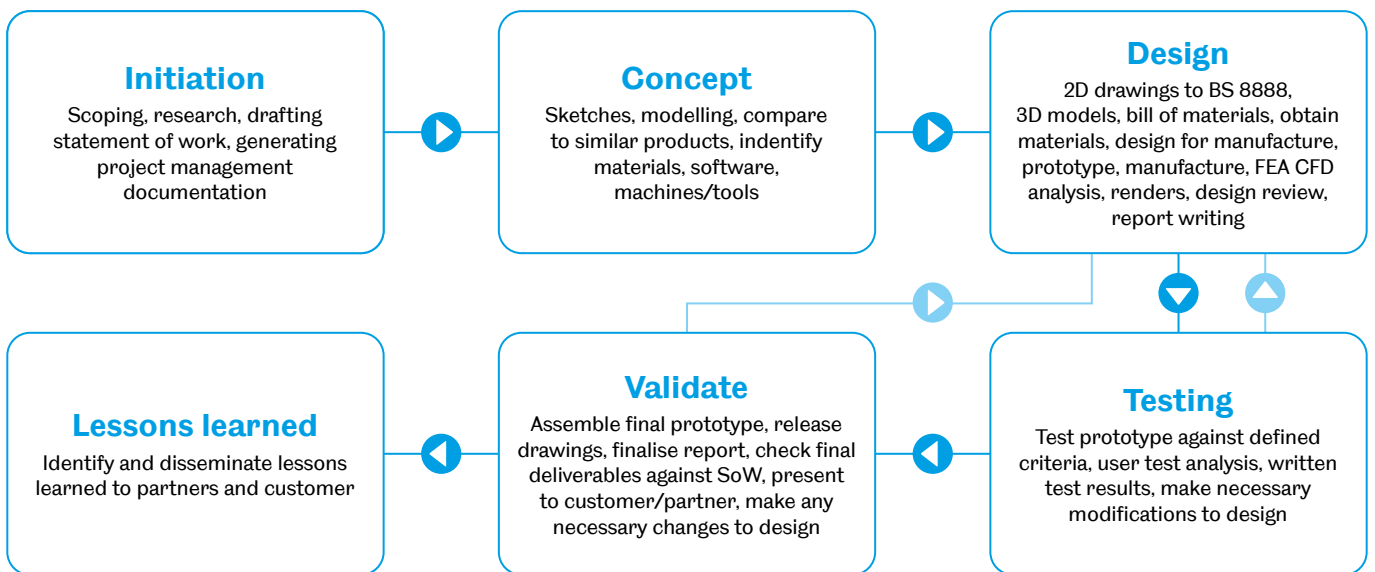 Initiation
Scoping, research, drafting
statement of work, generating
project management
documentation
Concept
Sketches, modelling, compare
to similar products, indentify
materials, software,
machines/tools
Design
2D drawings to BS 8888,
3D models, bill of materials, obtain
materials, design for manufacture,
prototype, manufacture, FEA CFD
analysis, renders, design review,
report writing
Lessons learned
Identify and disseminate lessons
learned to partners and customer
Validate
Assemble final prototype, release
drawings, finalise report, check final
deliverables against SoW, present
to customer/partner, make any
necessary changes to design
Testing
Test prototype against defined
criteria, user test analysis, written
test results, make necessary
modifications to design